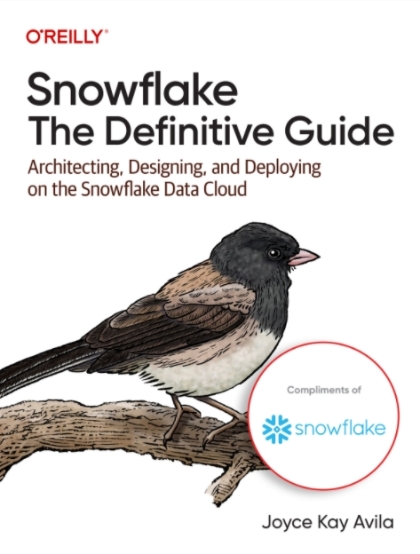 O'REILLY®
Snowflake
The Definitive Guide
Architecting, Designing, and Deploying
on the Snowflake Data Cloud
Compliments of
snowflake
Joyce Kay Avila